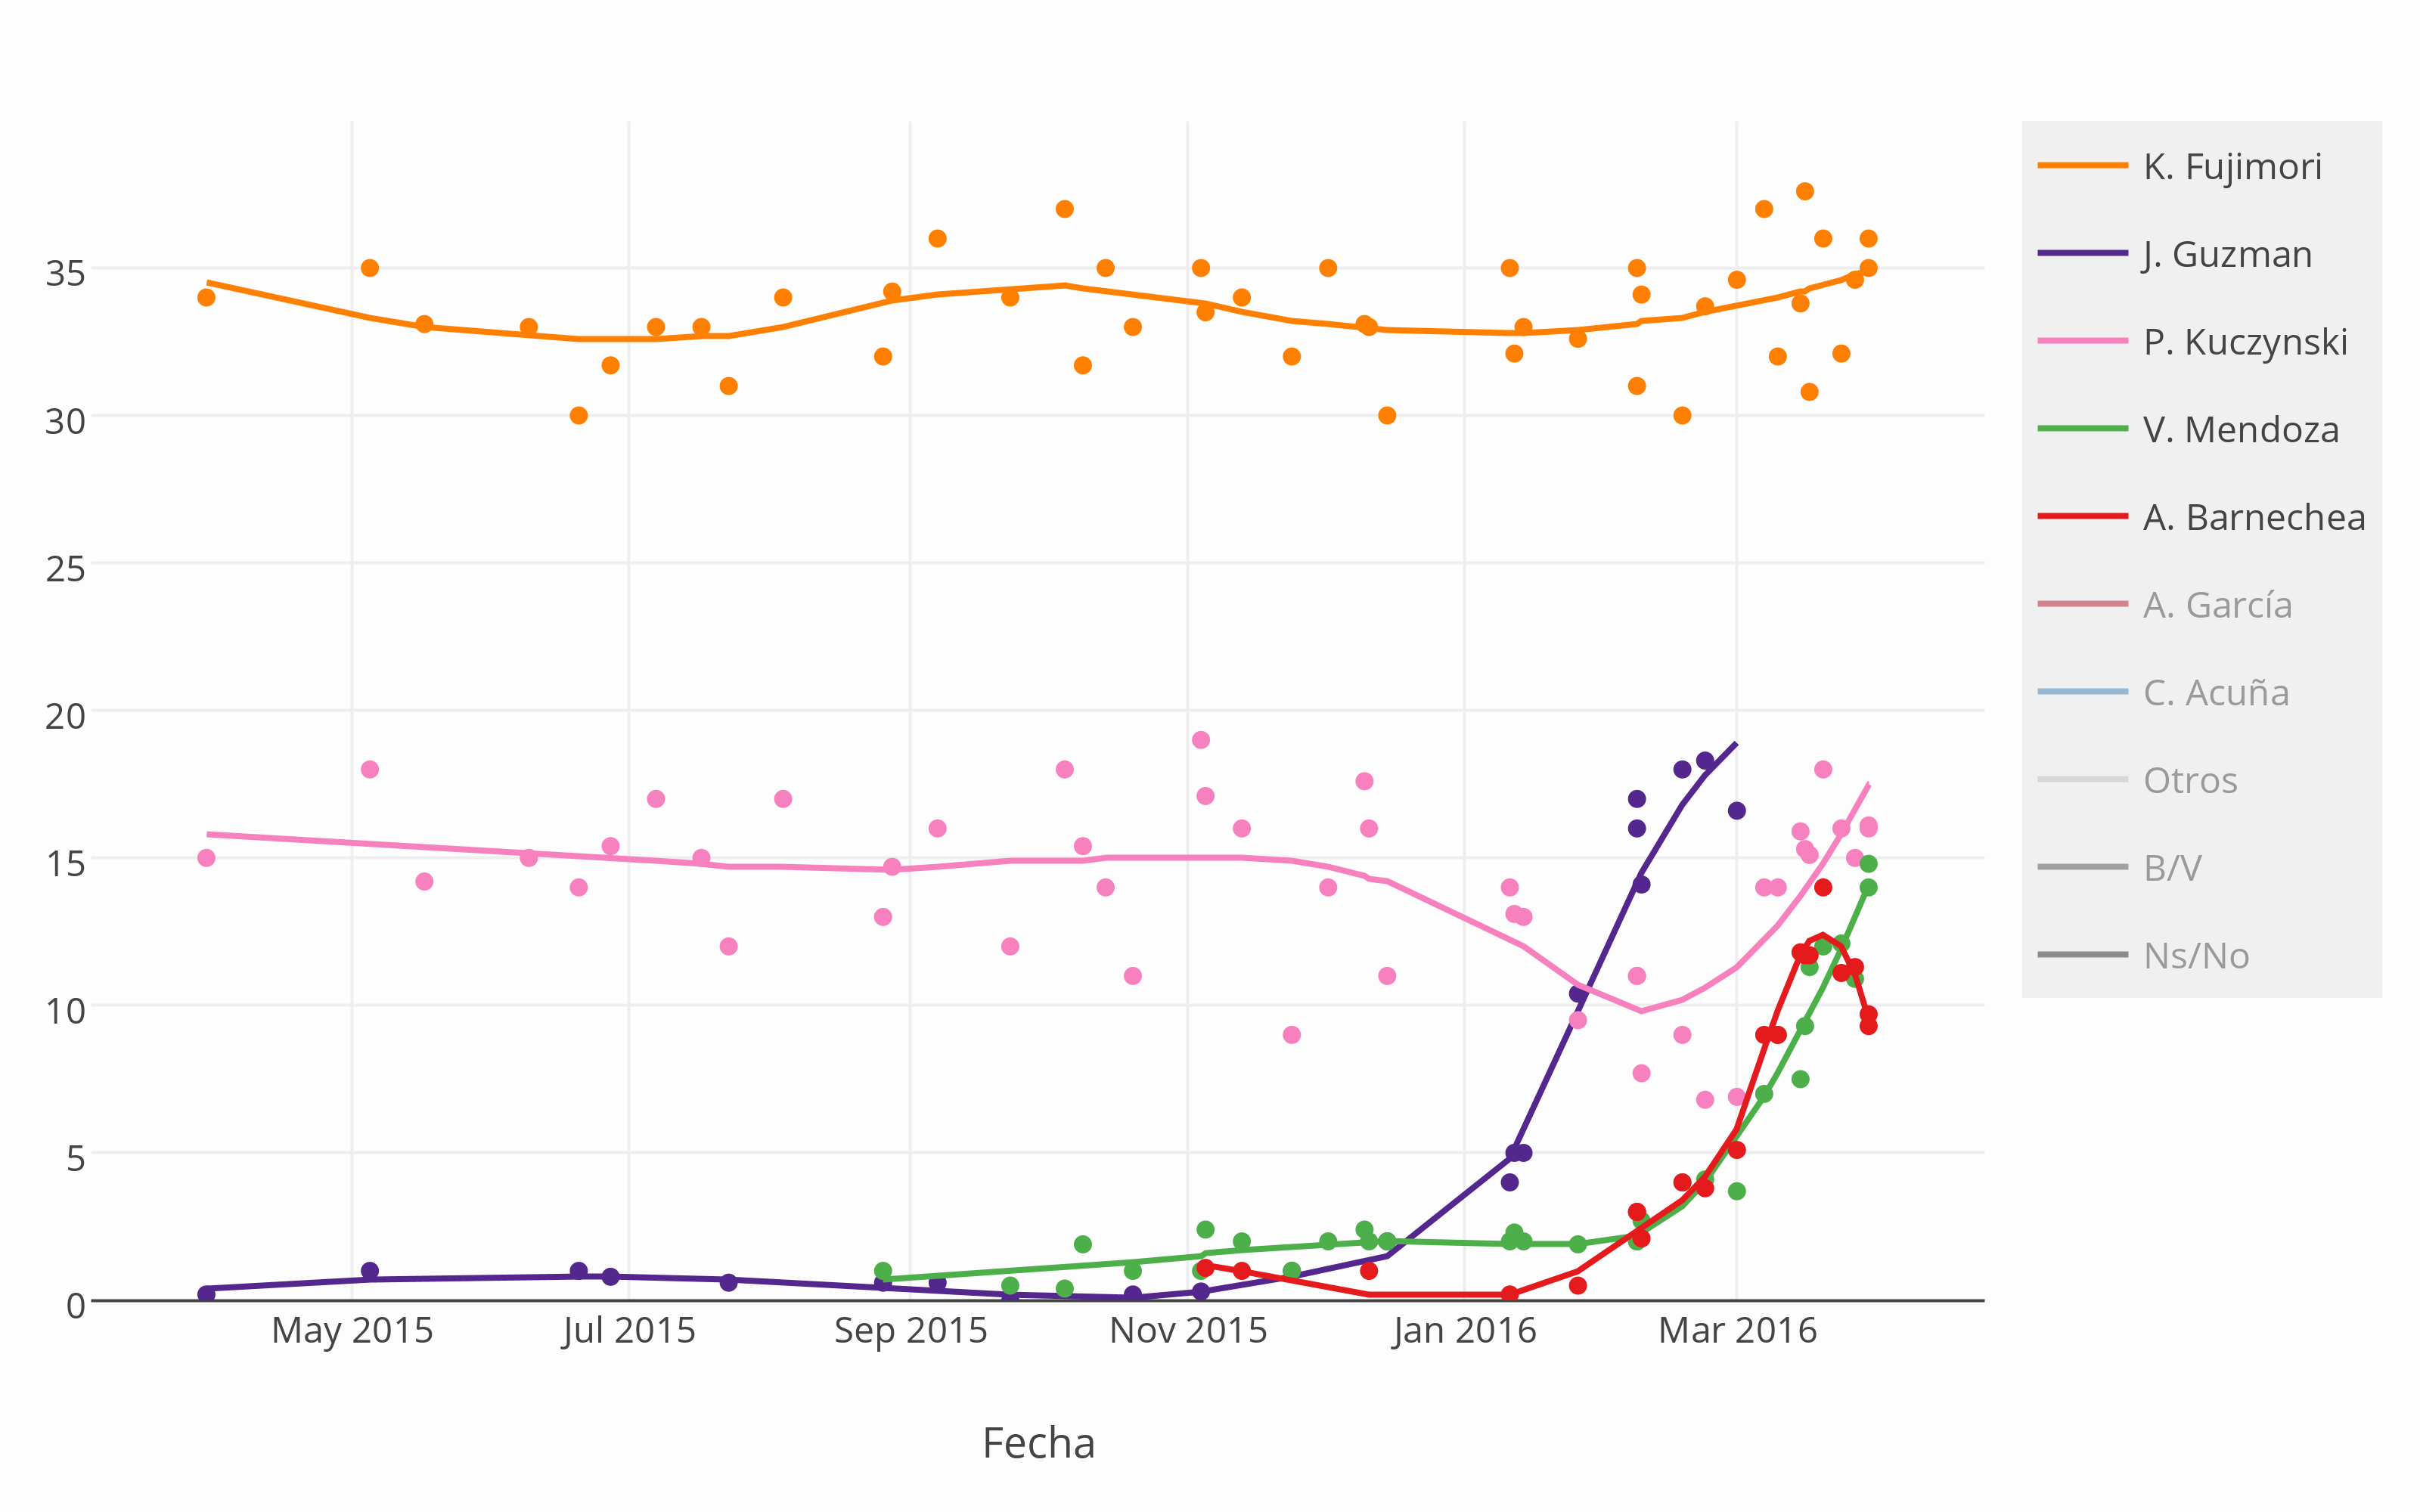 35
30
25
20
15
10
5
0
May 2015
Jul 2015
Sep 2015
Nov 2015
Jan 2016
Mar 2016
Fecha
K. Fujimori
J. Guzman
P. Kuczynski
V. Mendoza
A. Barnechea
A. García
C. Acuña
Otros
B/V
Ns/No